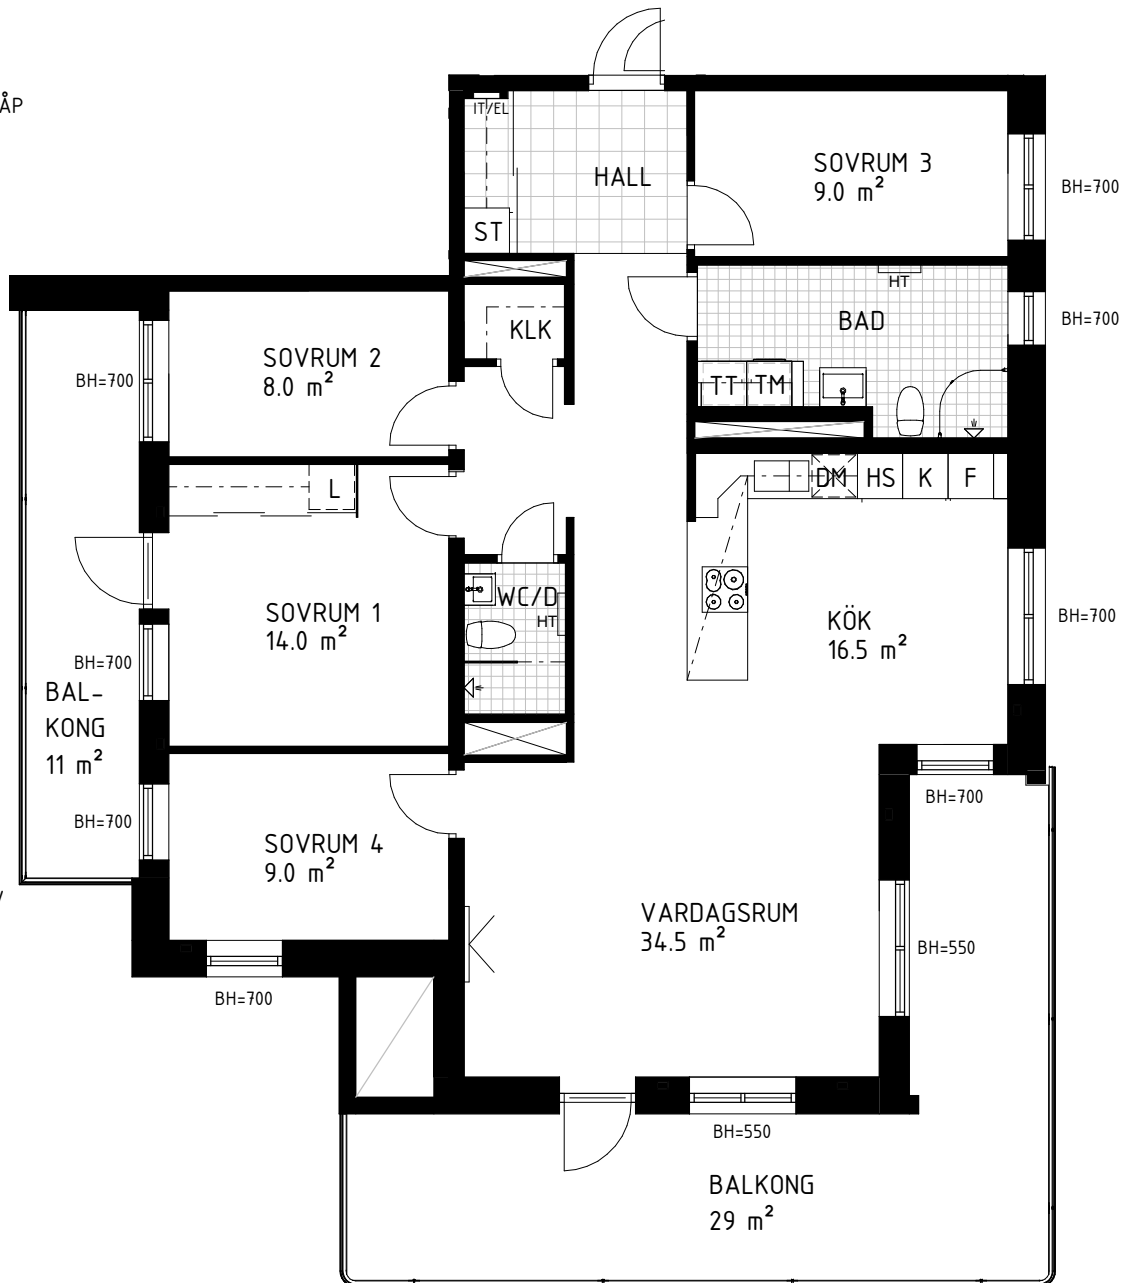 ÅP
IT/EL
HALL
SOVRUM 3
9.0 m²
BH=700
ST
HT
BAD
BH=700
KLK
SOVRUM 2
8.0 m²
BH=700
TT
TM
L
DM
HS
K
F
WC/D
HT
SOVRUM 1
14.0 m²
KÖK
16.5 m²
BH=700
BH=700
BAL-
KONG
11 m²
BH=700
BH=700
SOVRUM 4
9.0 m²
VARDAGSRUM
34.5 m²
BH=550
BH=700
BH=550
BALKONG
29 m²